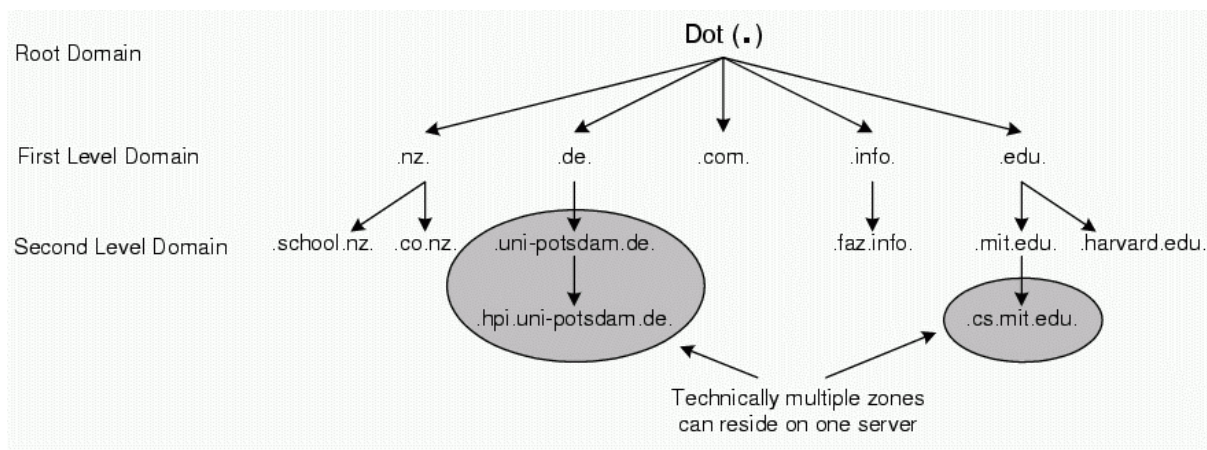 Dot (.)
Root Domain
First Level Domain
.nz.
.de.
.com.
.info.
.edu.
Second Level Domain
.school.nz.
.co.nz.
.uni-potsdam.de.
.faz.info.
.mit.edu.
.harvard.edu.
.hpi.uni-potsdam.de.
.cs.mit.edu.
Technically multiple zones
can reside on one server